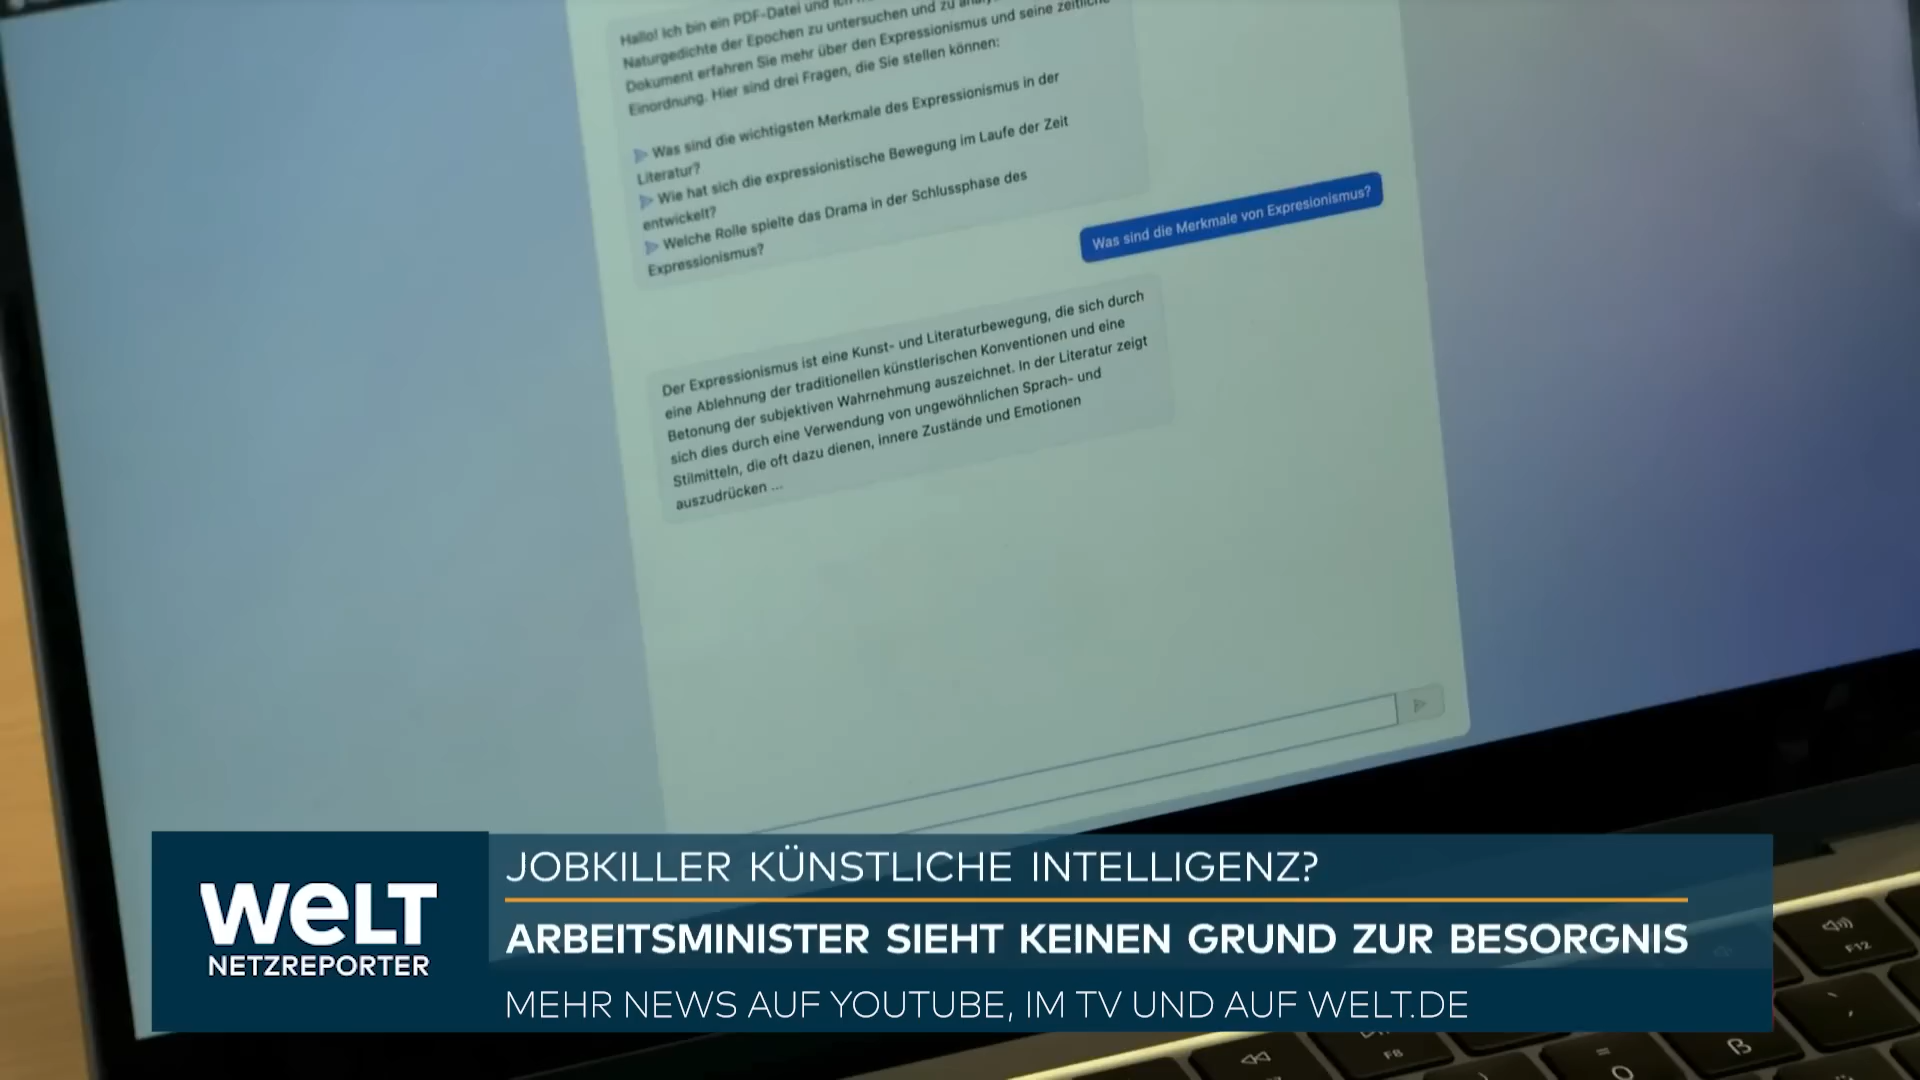 Hallo! Ich bin ein PDF-Datei und ich
Naturgedichte der Epochen zu untersuchen und zu
Dokument erfahren Sie mehr über den Expressionismus und seine zeitliche
Einordnung. Hier sind drei Fragen, die Sie stellen können:
Was sind die wichtigsten Merkmale des Expressionismus in der
Literatur?
Wie hat sich die expressionistische Bewegung im Laufe der Zeit
entwickelt?
Welche Rolle spielte das Drama in der Schlussphase des
Expressionismus?
Was sind die Merkmale von Expresionismus?
Der Expressionismus ist eine Kunst- und Literaturbewegung, die sich durch
eine Ablehnung der traditionellen künstlerischen Konventionen und eine
Betonung der subjektiven Wahrnehmung auszeichnet. In der Literatur zeigt
sich dies durch eine Verwendung von ungewöhnlichen Sprach- und
Stilmitteln, die oft dazu dienen, innere Zustände und Emotionen
auszudrücken ...
WELT
NETZREPORTER
JOBKILLER KÜNSTLICHE INTELLIGENZ?
ARBEITSMINISTER SIEHT KEINEN GRUND ZUR BESORGNIS
MEHR NEWS AUF YOUTUBE, IM TV UND AUF WELT.DE
F12
F8
ß
=
O